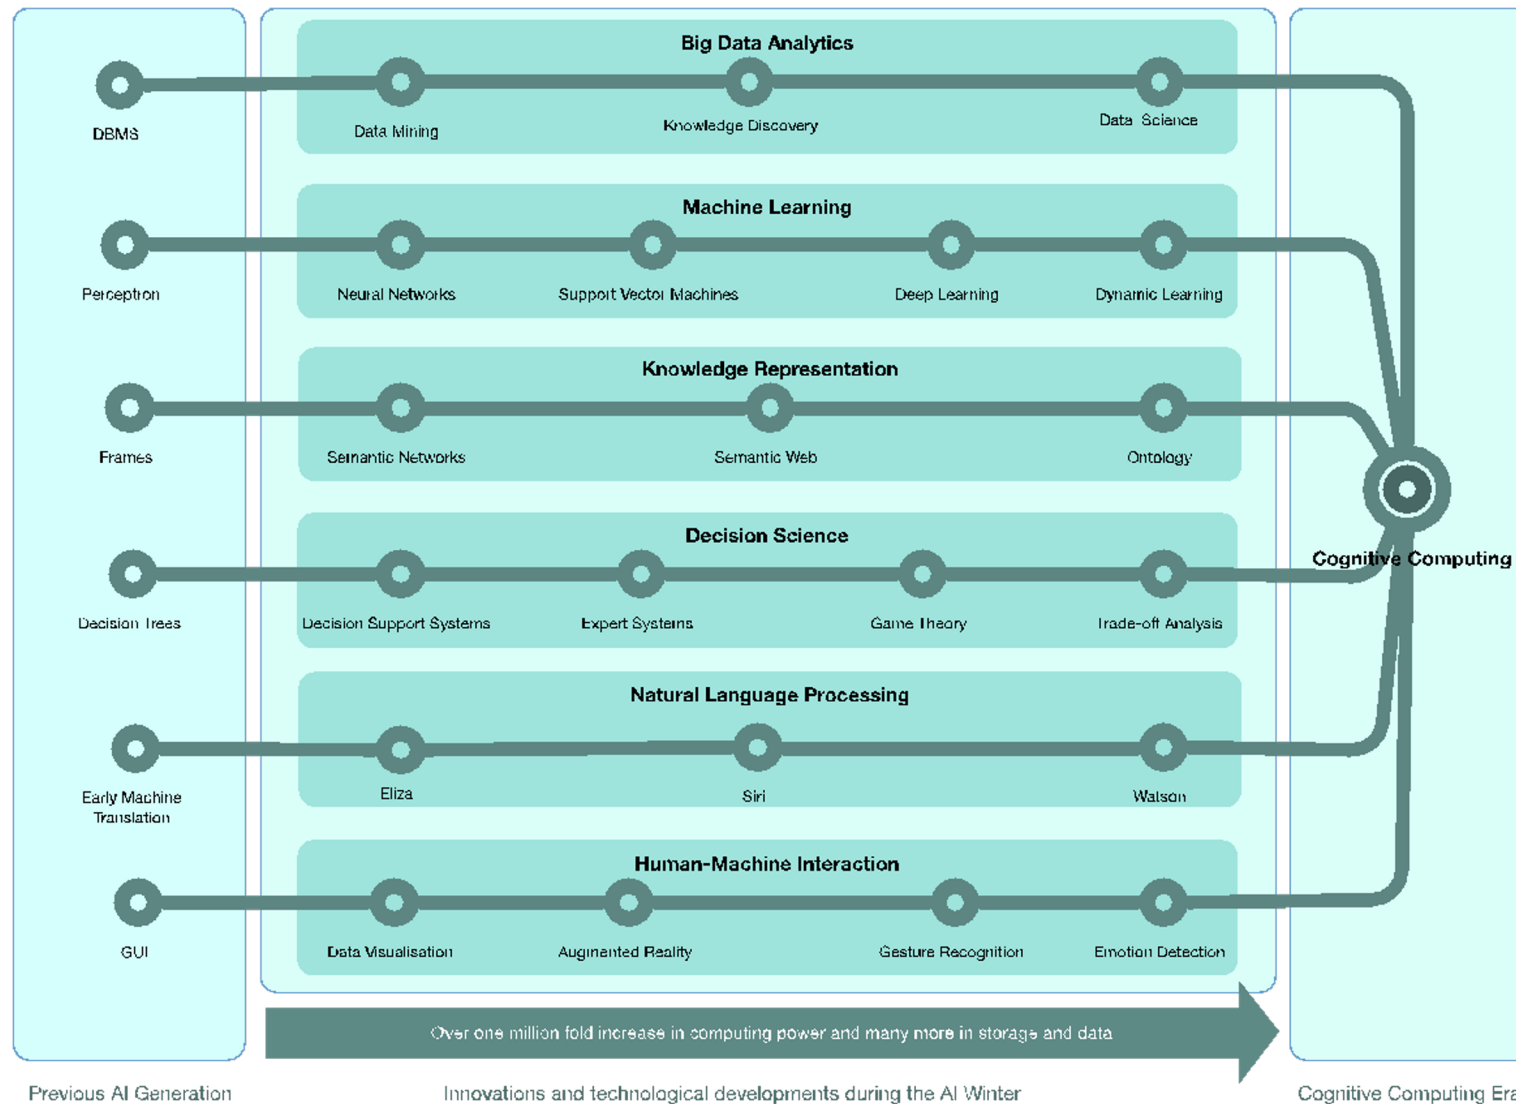 Big Data Analytics
DBMS
Data Mining
Knowledge Discovery
Data Science
Machine Learning
Perceptron
Neural Networks
Support Vector Machines
Deep Learning
Dynamic Learning
Knowledge Representation
Frames
Semantic Networks
Semantic Web
Ontology
Decision Science
Cognitive Computing
Decision Trees
Decision Support Systems
Expert Systems
Game Theory
Trade-off Analysis
Natural Language Processing
Early Machine
Translation
Eliza
Siri
Watson
Human-Machine Interaction
GUI
Data Visualisation
Augmented Reality
Gesture Recognition
Emotion Detection
Over one million fold increase in computing power and many more in storage and data
Previous AI Generation
Innovations and technological developments during the AI Winter
Cognitive Computing Era